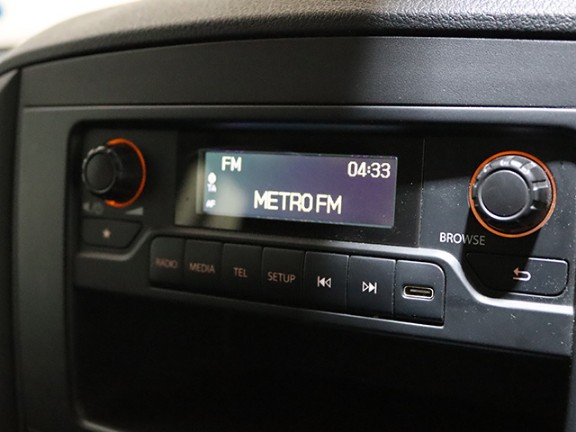 FM 04:33
TA
METRO FM
AF
BROWSE
RADIO MEDIA TEL SETUP